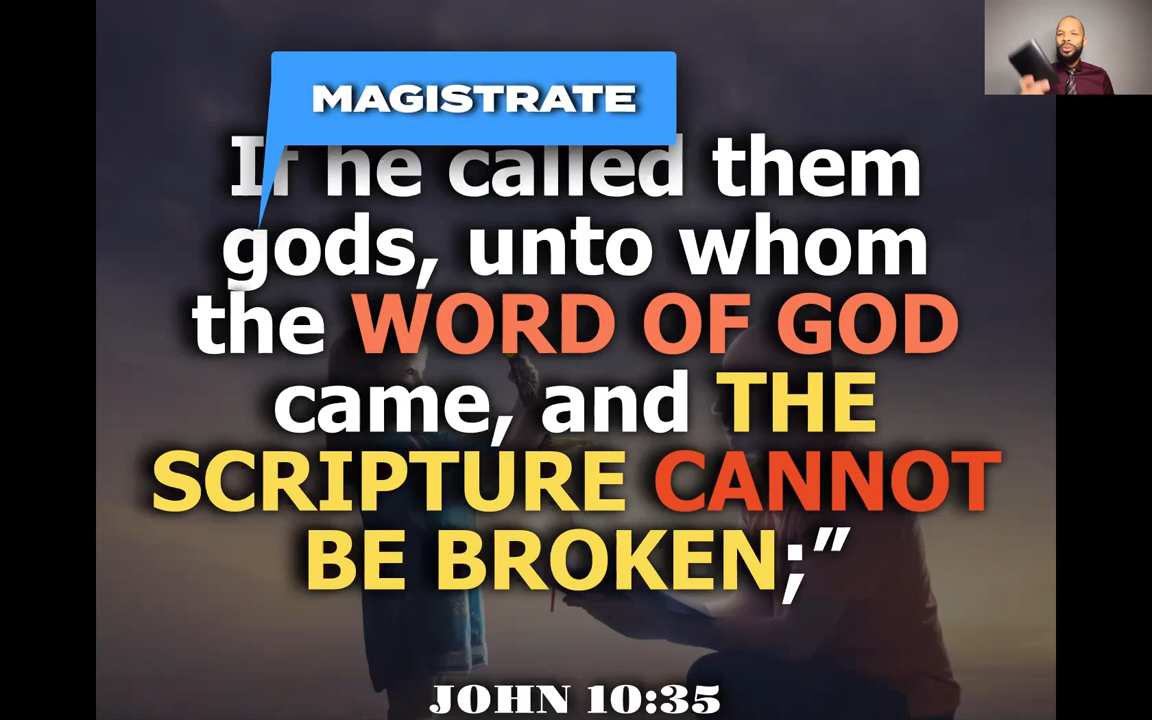 MAGISTRATE
If he called them
gods, unto whom
the WORD OF GOD
came, and THE
SCRIPTURE CANNOT
BE BROKEN;”
JOHN 10:35